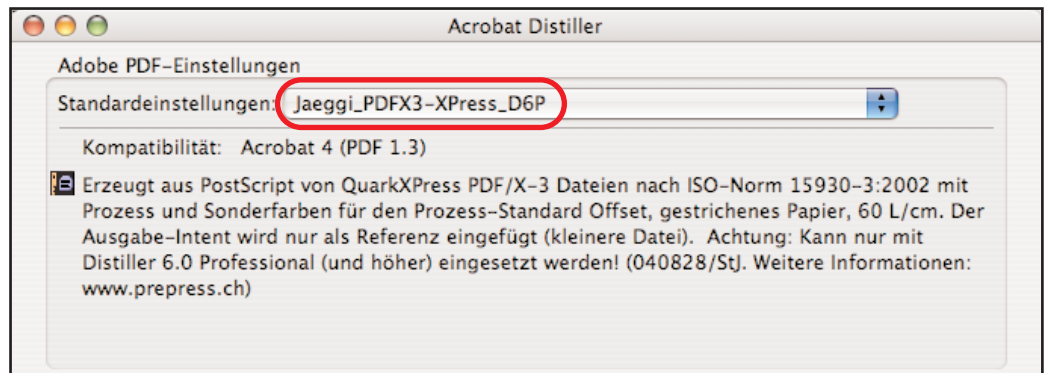 Acrobat Distiller
Adobe PDF-Einstellungen
Standardeinstellungen: Jaeggi_PDFX3-XPress_D6P
Kompatibilität: Acrobat 4 (PDF 1.3)
Erzeugt aus PostScript von QuarkXPress PDF/X-3 Dateien nach ISO-Norm 15930-3:2002 mit
Prozess und Sonderfarben für den Prozess-Standard Offset, gestrichenes Papier, 60 L/cm. Der
Ausgabe-Intent wird nur als Referenz eingefügt (kleinere Datei). Achtung: Kann nur mit
Distiller 6.0 Professional (und höher) eingesetzt werden! (040828/StJ. Weitere Informationen:
www.prepress.ch)